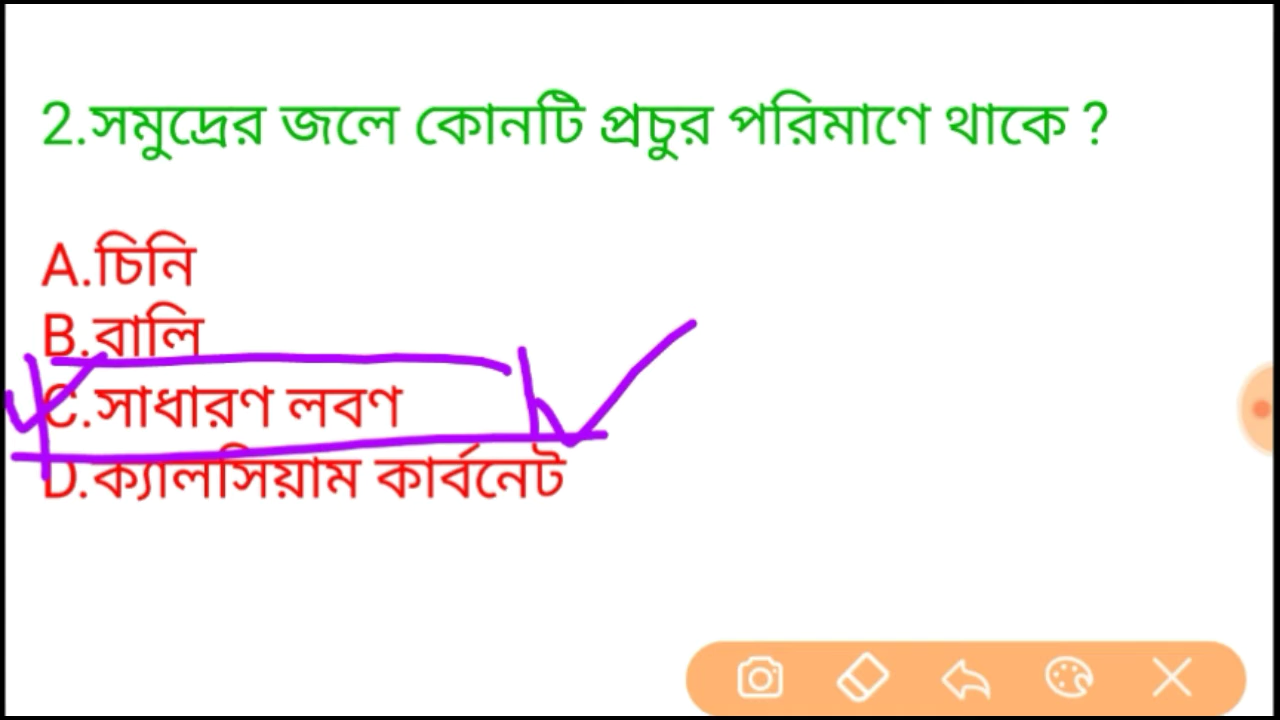 2.সমুদ্রের জলে কোনটি প্রচুর পরিমাণে থাকে ?
A.চিনি
B.বালি
C.সাধারণ লবণ
D.ক্যালসিয়াম কার্বনেট